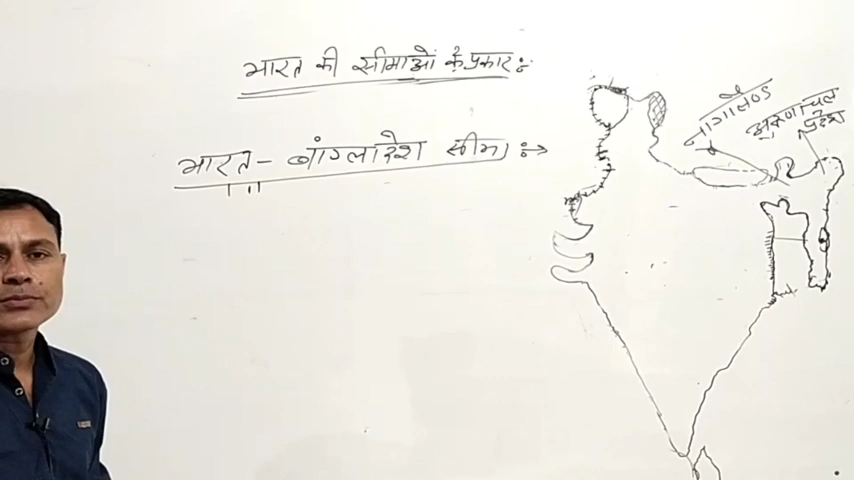 भारत की सीमाओं के प्रकार :-
भारत - बांग्लादेश सीमा :→
नागालैण्ड
अरुणाचल
प्रदेश